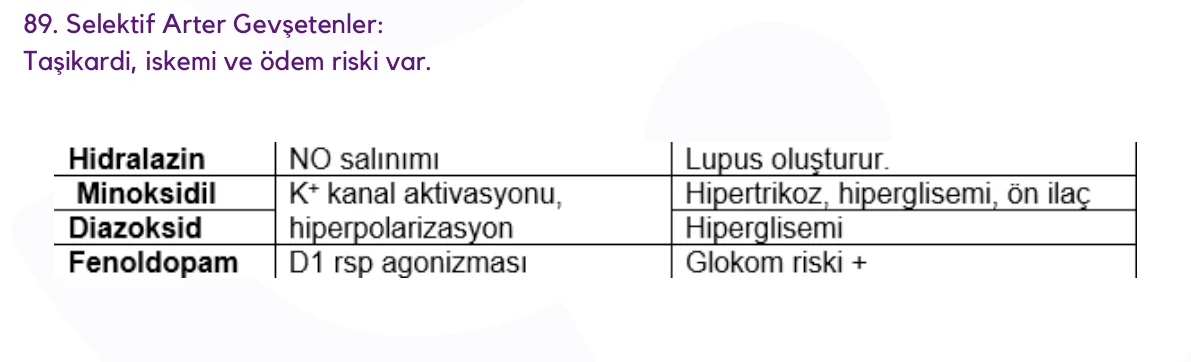 89. Selektif Arter Gevşetenler:
Taşikardi, iskemi ve ödem riski var.
Hidralazin NO salınımı Lupus oluşturur.
Minoksidil K⁺ kanal aktivasyonu, Hipertrikoz, hiperglisemi, ön ilaç
Diazoksid hiperpolarizasyon Hiperglisemi
Fenoldopam D1 rsp agonizması Glokom riski +